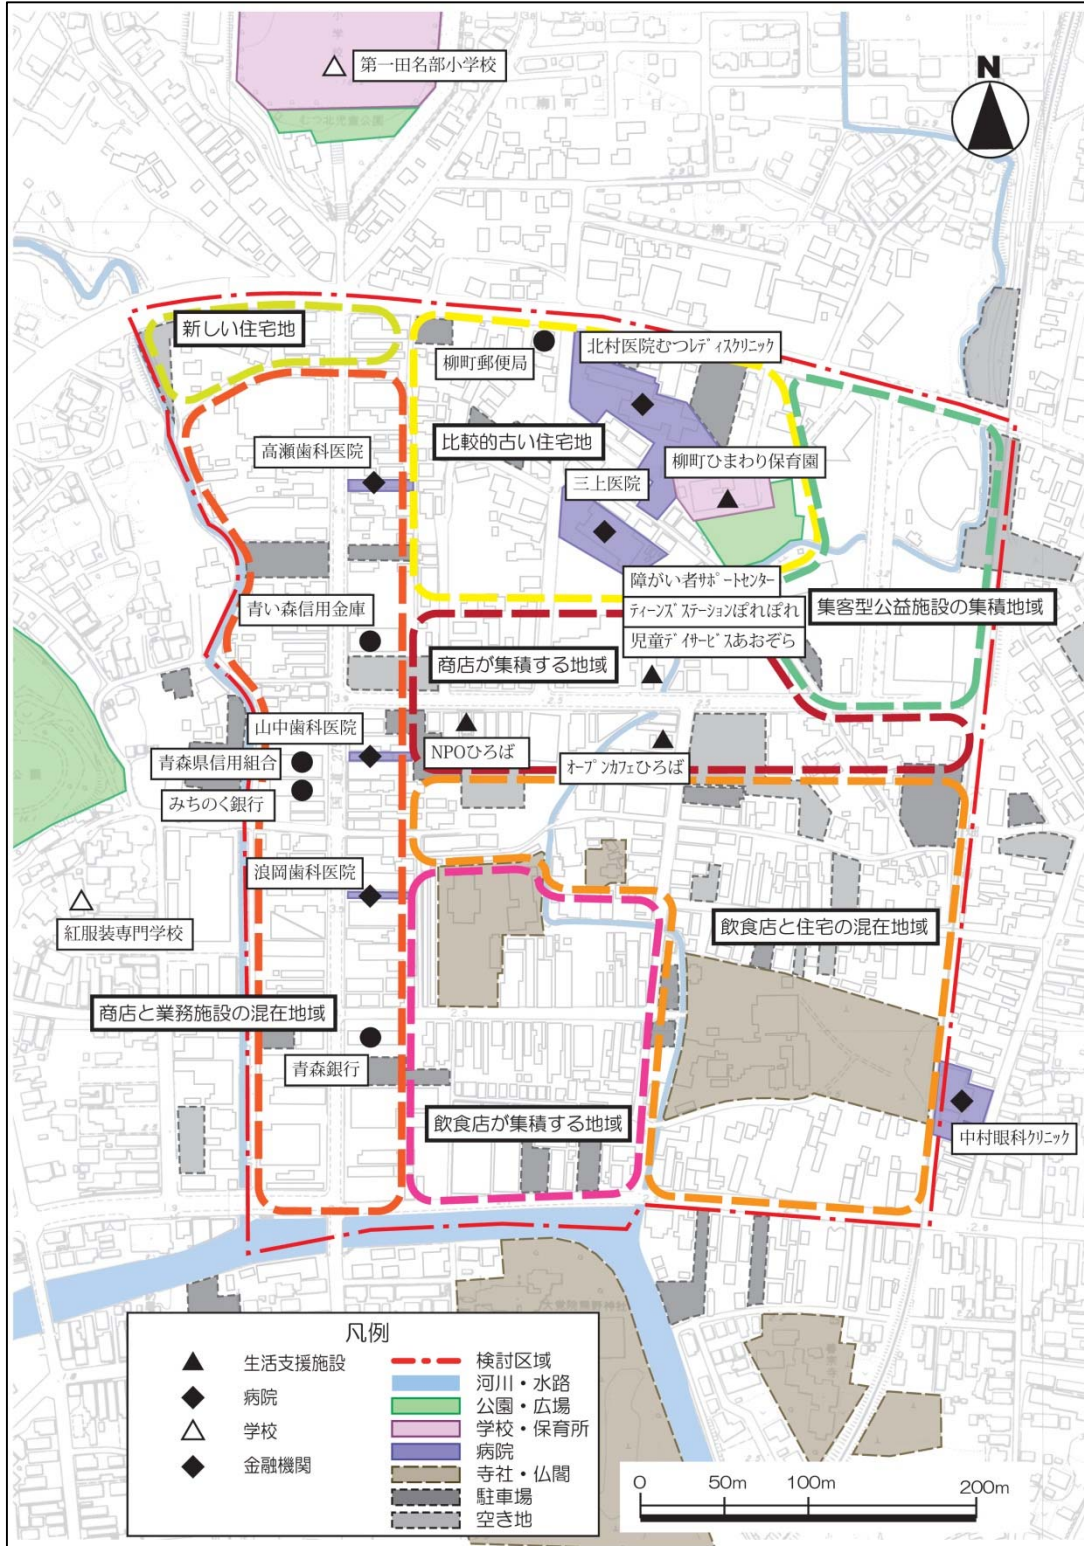 第一田名部小学校
むつ北児童公園
N
新しい住宅地
柳町郵便局
北村医院むつﾚﾃﾞｨｽｸﾘﾆｯｸ
比較的古い住宅地
高瀬歯科医院
柳町ひまわり保育園
三上医院
障がい者ｻﾎﾟｰﾄｾﾝﾀｰ
ﾃｨｰﾝｽﾞｽﾃｰｼｮﾝぽれぽれ
児童ﾃﾞｲｻｰﾋﾞｽあおぞら
集客型公益施設の集積地域
青い森信用金庫
商店が集積する地域
2.5
2.5
山中歯科医院
NPOひろば
ｵｰﾌﾟﾝｶﾌｪひろば
青森県信用組合
みちのく銀行
浪岡歯科医院
紅服装専門学校
飲食店と住宅の混在地域
商店と業務施設の混在地域
2.3
青森銀行
飲食店が集積する地域
中村眼科ｸﾘﾆｯｸ
凡例
生活支援施設
病院
学校
金融機関
検討区域
河川・水路
公園・広場
学校・保育所
病院
寺社・仏閣
駐車場
空き地
0 50m 100m 200m